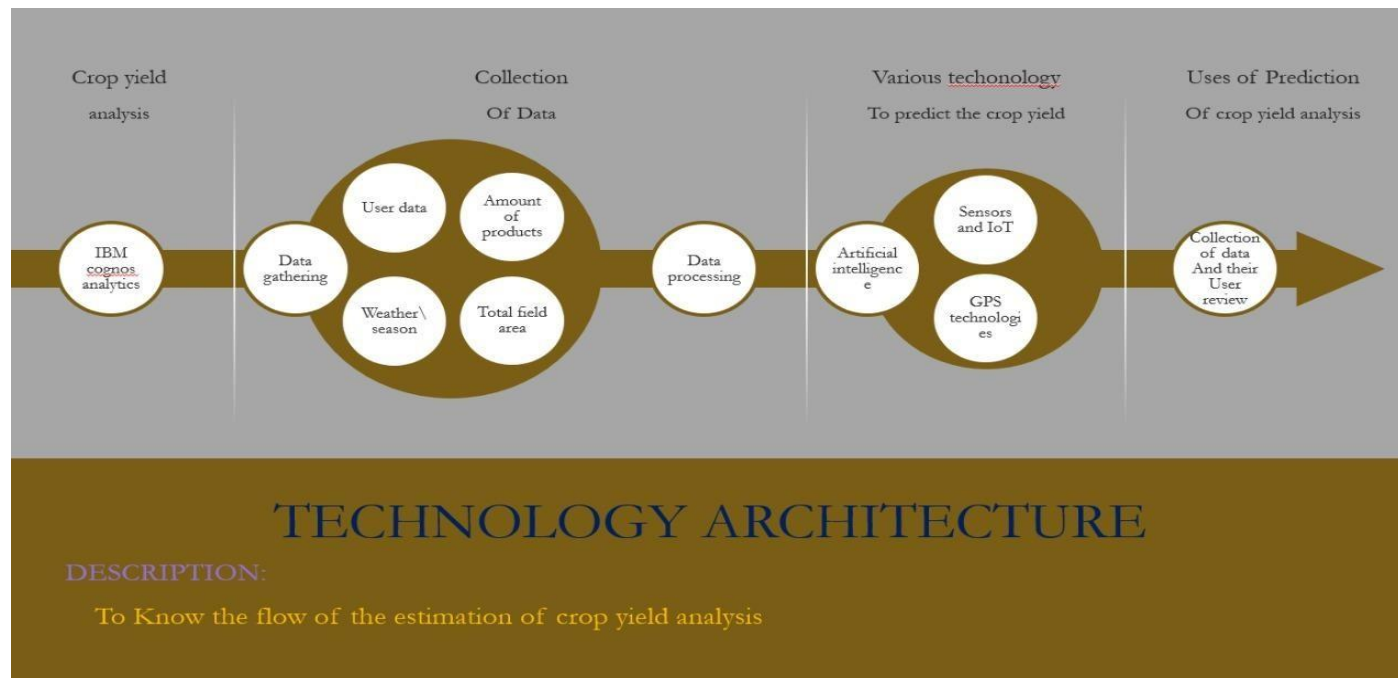 Crop yield
analysis
Collection
Of Data
Various techonology
To predict the crop yield
Uses of Prediction
Of crop yield analysis
IBM
cognos
analytics
Data
gathering
User data
Amount
of
products
Weather\
season
Total field
area
Data
processing
Artificial
intelligenc
e
Sensors
and IoT
GPS
technologi
es
Collection
of data
And their
User
review
TECHNOLOGY ARCHITECTURE
DESCRIPTION:
To Know the flow of the estimation of crop yield analysis